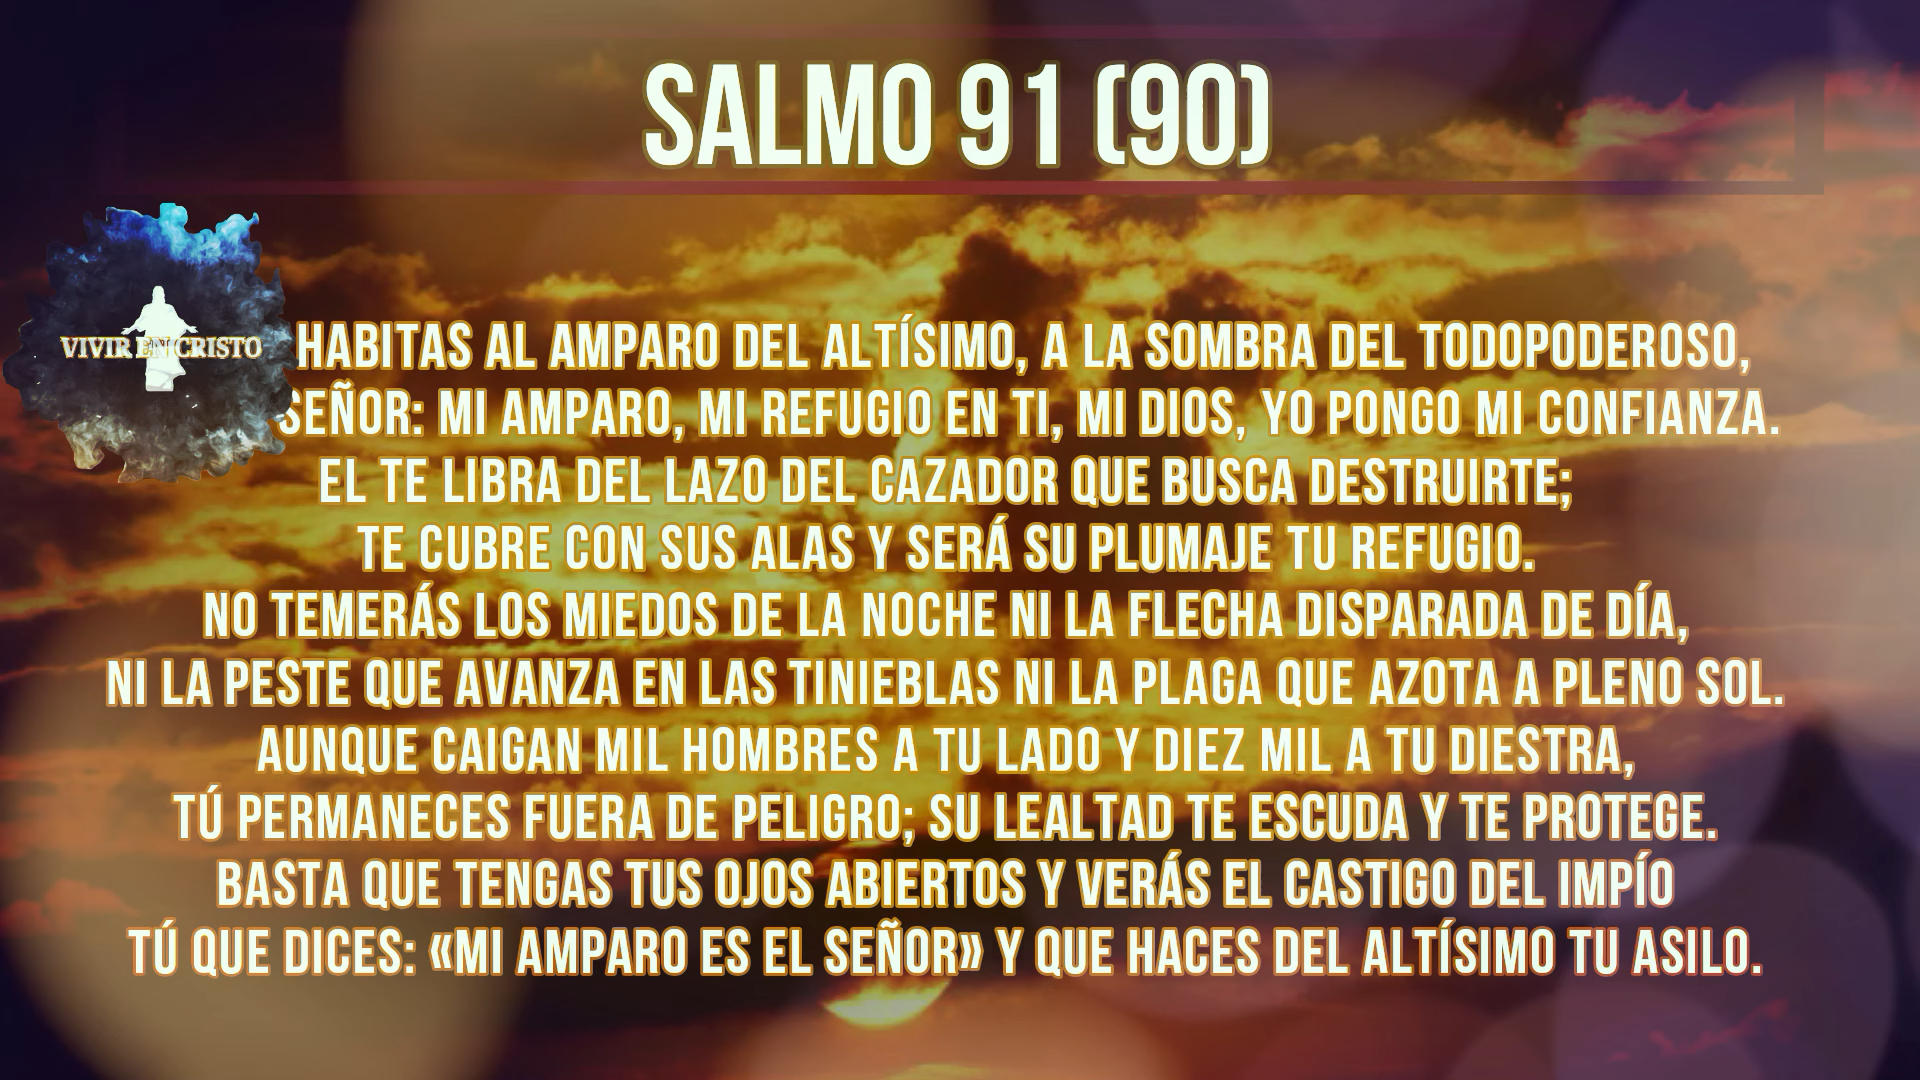 SALMO 91 (90)
VIVIR EN CRISTO
HABITAS AL AMPARO DEL ALTÍSIMO, A LA SOMBRA DEL TODOPODEROSO,
SEÑOR: MI AMPARO, MI REFUGIO EN TI, MI DIOS, YO PONGO MI CONFIANZA.
EL TE LIBRA DEL LAZO DEL CAZADOR QUE BUSCA DESTRUIRTE;
TE CUBRE CON SUS ALAS Y SERÁ SU PLUMAJE TU REFUGIO.
NO TEMERÁS LOS MIEDOS DE LA NOCHE NI LA FLECHA DISPARADA DE DÍA,
NI LA PESTE QUE AVANZA EN LAS TINIEBLAS NI LA PLAGA QUE AZOTA A PLENO SOL.
AUNQUE CAIGAN MIL HOMBRES A TU LADO Y DIEZ MIL A TU DIESTRA,
TÚ PERMANECES FUERA DE PELIGRO; SU LEALTAD TE ESCUDA Y TE PROTEGE.
BASTA QUE TENGAS TUS OJOS ABIERTOS Y VERÁS EL CASTIGO DEL IMPÍO
TÚ QUE DICES: «MI AMPARO ES EL SEÑOR» Y QUE HACES DEL ALTÍSIMO TU ASILO.